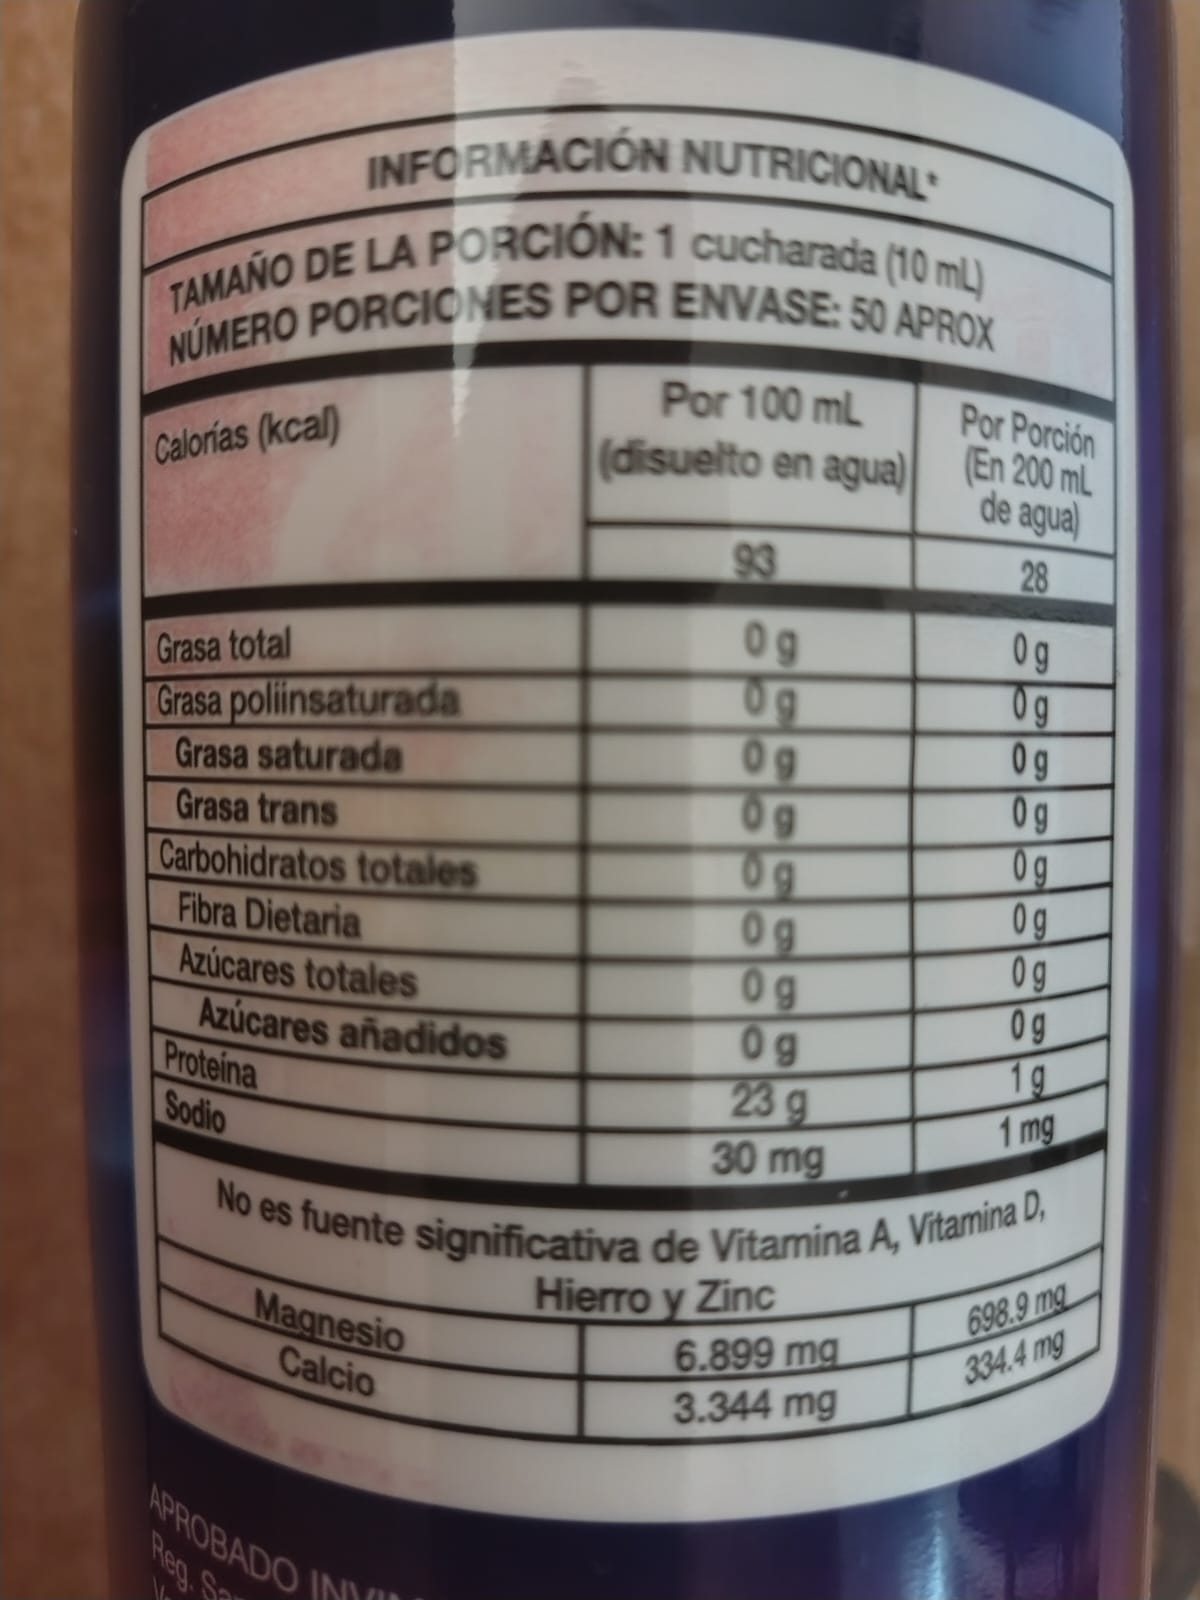 INFORMACIÓN NUTRICIONAL*
TAMAÑO DE LA PORCIÓN: 1 cucharada (10 mL)
NÚMERO PORCIONES POR ENVASE: 50 APROX
Calorías (kcal)
Por 100 mL
(disuelto en agua)
Por Porción
(En 200 mL
de agua)
93 28
Grasa total 0 g 0 g
Grasa poliinsaturada 0 g 0 g
Grasa saturada 0 g 0 g
Grasa trans 0 g 0 g
Carbohidratos totales 0 g 0 g
Fibra Dietaria 0 g 0 g
Azúcares totales 0 g 0 g
Azúcares añadidos 0 g 0 g
Proteína 23 g 1 g
Sodio 30 mg 1 mg
No es fuente significativa de Vitamina A, Vitamina D,
Hierro y Zinc
Magnesio 6.899 mg 698.9 mg
Calcio 3.344 mg 334.4 mg
APROBADO
Reg.